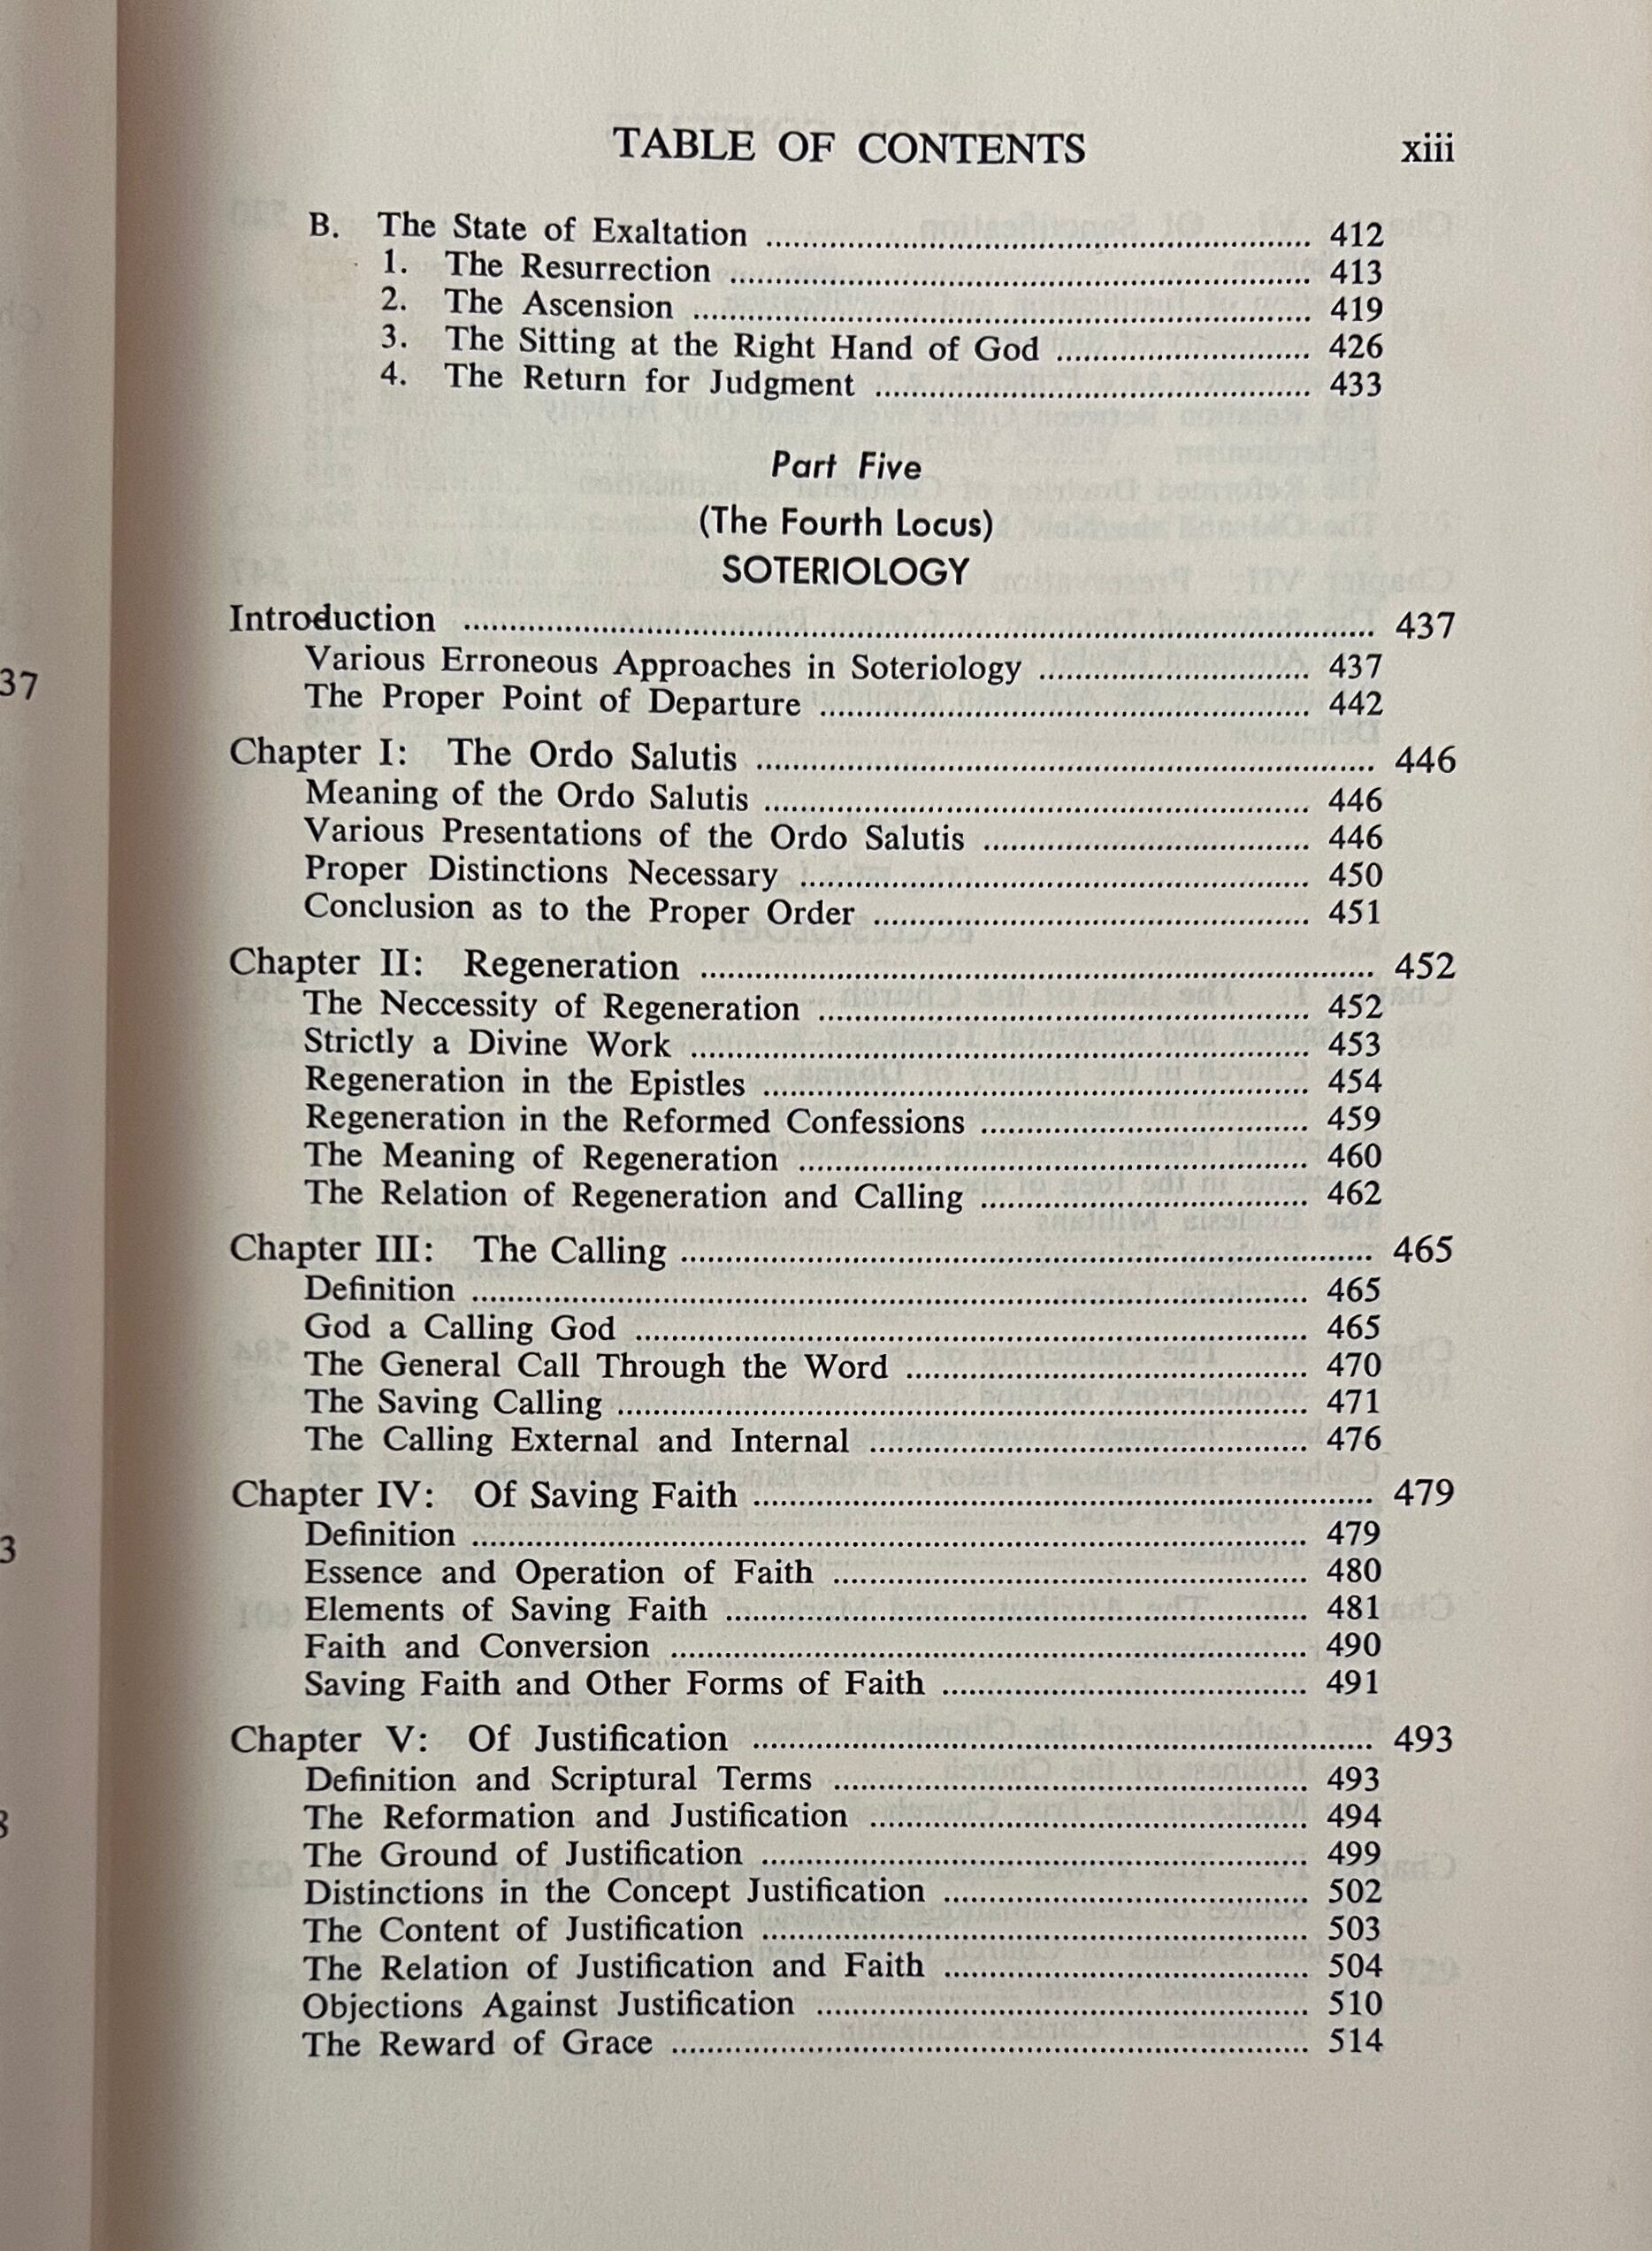 TABLE OF CONTENTS xiii
B. The State of Exaltation ........ 412
1. The Resurrection ........ 413
2. The Ascension ........ 419
3. The Sitting at the Right Hand of God ........ 426
4. The Return for Judgment ........ 433
Part Five
(The Fourth Locus)
SOTERIOLOGY
Introduction ........ 437
Various Erroneous Approaches in Soteriology ........ 437
The Proper Point of Departure ........ 442
Chapter I: The Ordo Salutis ........ 446
Meaning of the Ordo Salutis ........ 446
Various Presentations of the Ordo Salutis ........ 446
Proper Distinctions Necessary ........ 450
Conclusion as to the Proper Order ........ 451
Chapter II: Regeneration ........ 452
The Neccessity of Regeneration ........ 452
Strictly a Divine Work ........ 453
Regeneration in the Epistles ........ 454
Regeneration in the Reformed Confessions ........ 459
The Meaning of Regeneration ........ 460
The Relation of Regeneration and Calling ........ 462
Chapter III: The Calling ........ 465
Definition ........ 465
God a Calling God ........ 465
The General Call Through the Word ........ 470
The Saving Calling ........ 471
The Calling External and Internal ........ 476
Chapter IV: Of Saving Faith ........ 479
Definition ........ 479
Essence and Operation of Faith ........ 480
Elements of Saving Faith ........ 481
Faith and Conversion ........ 490
Saving Faith and Other Forms of Faith ........ 491
Chapter V: Of Justification ........ 493
Definition and Scriptural Terms ........ 493
The Reformation and Justification ........ 494
The Ground of Justification ........ 499
Distinctions in the Concept Justification ........ 502
The Content of Justification ........ 503
The Relation of Justification and Faith ........ 504
Objections Against Justification ........ 510
The Reward of Grace ........ 514